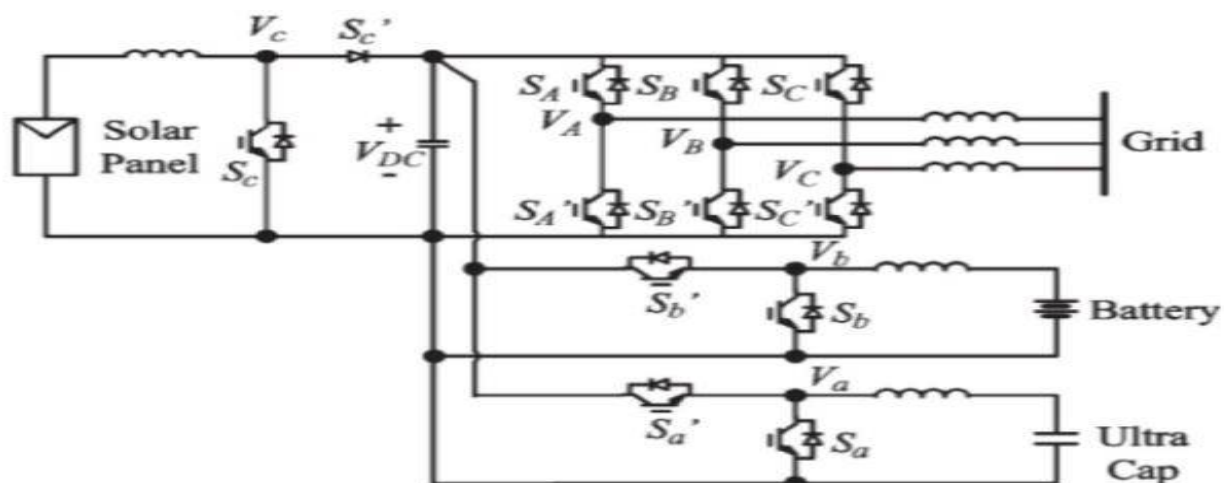 V_c S_c'
Solar
Panel
S_c
+
V_DC
-
S_A S_B S_C
V_A
V_B
V_C
S_A' S_B' S_C'
Grid
V_b
S_b'
S_b
Battery
V_a
S_a'
S_a
Ultra
Cap